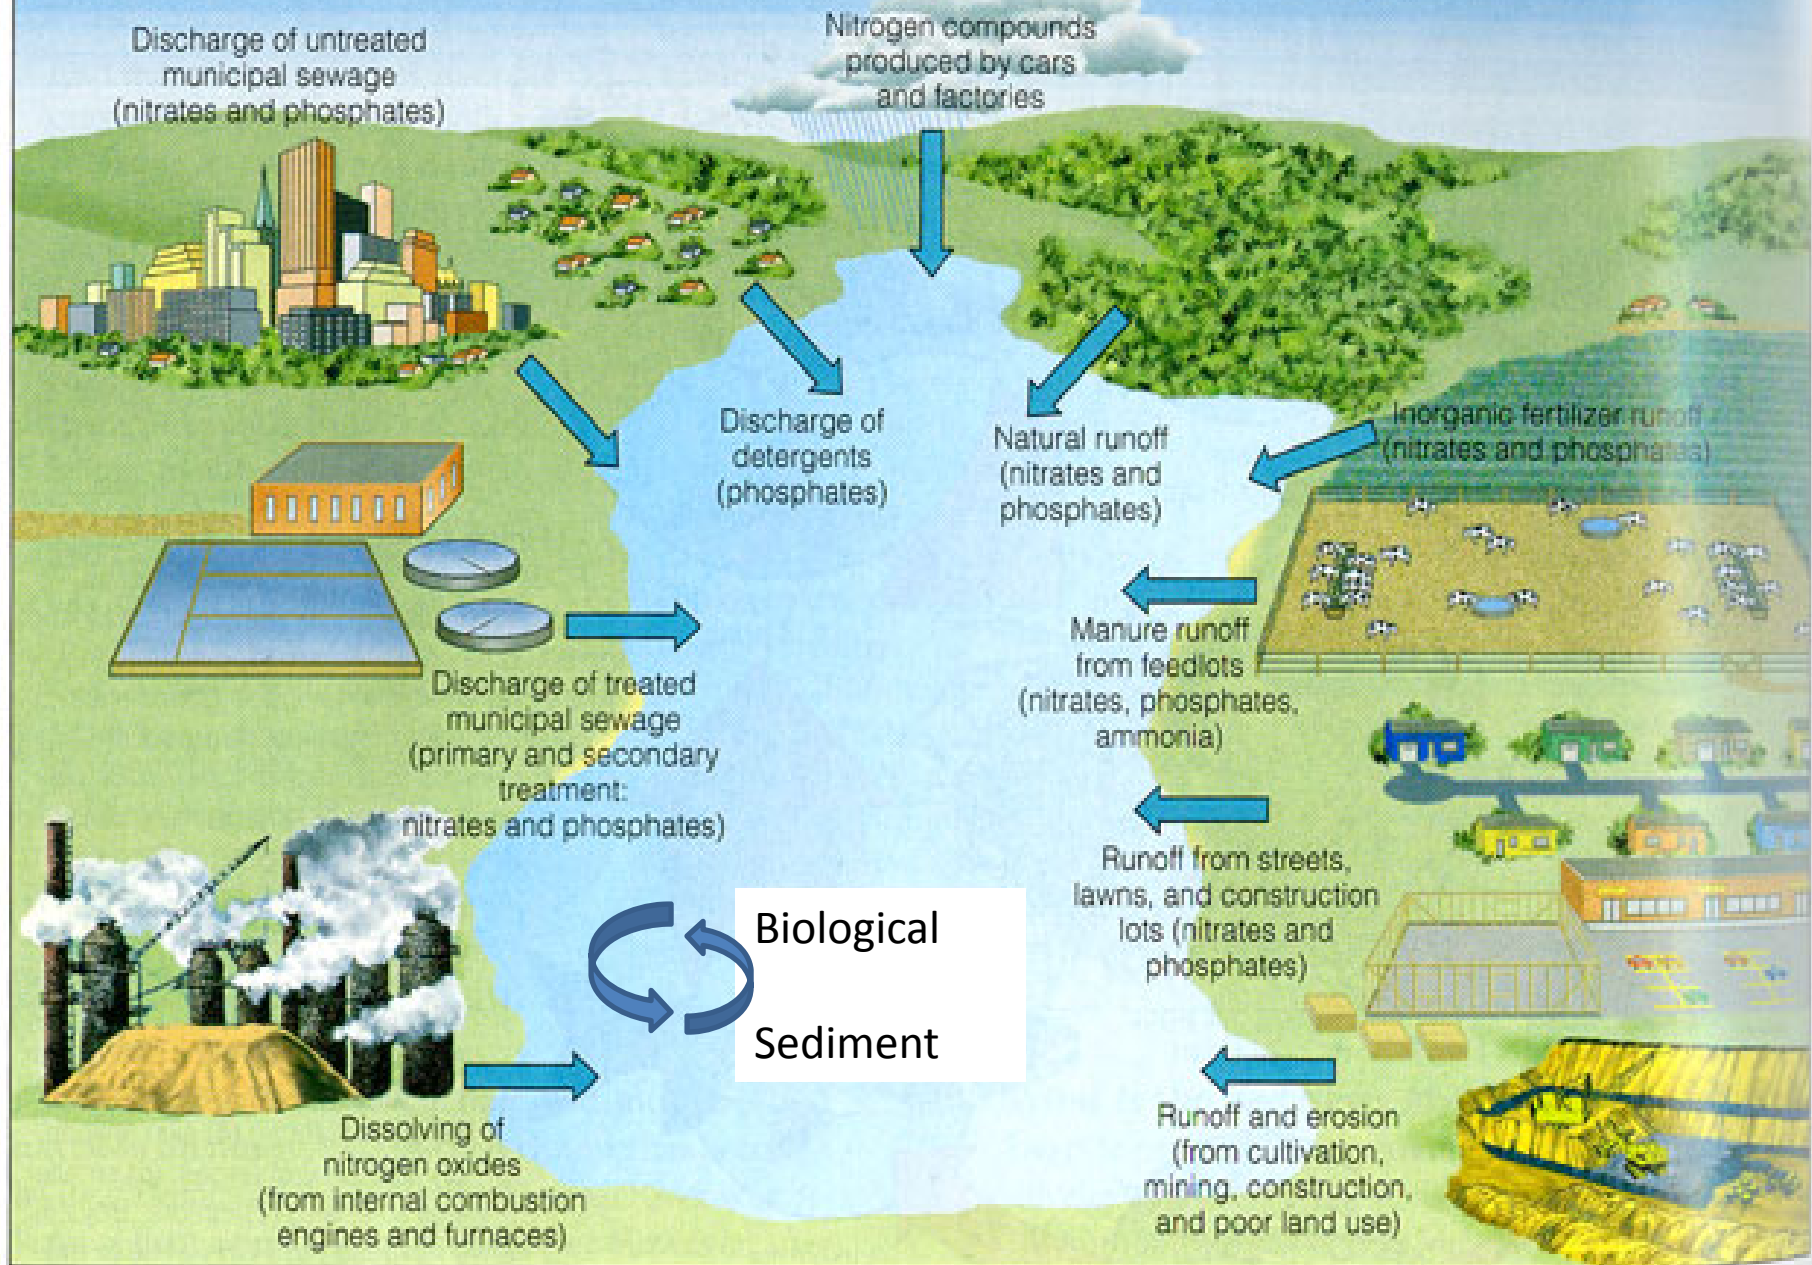 Discharge of untreated
municipal sewage
(nitrates and phosphates)
Nitrogen compounds
produced by cars
and factories
Discharge of
detergents
(phosphates)
Natural runoff
(nitrates and
phosphates)
Inorganic fertilizer runoff
(nitrates and phosphates)
Manure runoff
from feedlots
(nitrates, phosphates,
ammonia)
Discharge of treated
municipal sewage
(primary and secondary
treatment:
nitrates and phosphates)
Runoff from streets,
lawns, and construction
lots (nitrates and
phosphates)
Biological
Sediment
Dissolving of
nitrogen oxides
(from internal combustion
engines and furnaces)
Runoff and erosion
(from cultivation,
mining, construction,
and poor land use)